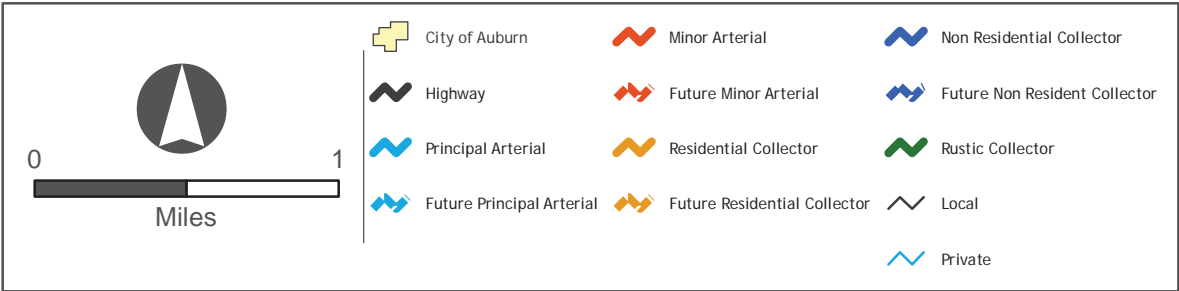 0 1
Miles
City of Auburn
Highway
Principal Arterial
Future Principal Arterial
Minor Arterial
Future Minor Arterial
Residential Collector
Future Residential Collector
Non Residential Collector
Future Non Resident Collector
Rustic Collector
Local
Private